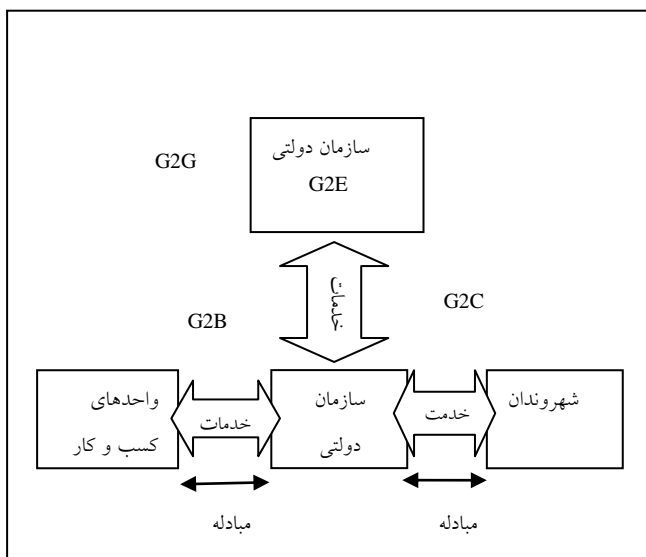 سازمان دولتی
G2E
G2G
خدمات
G2C
G2B
شهروندان
خدمت
سازمان
دولتی
خدمات
واحدهای
کسب و کار
مبادله
مبادله